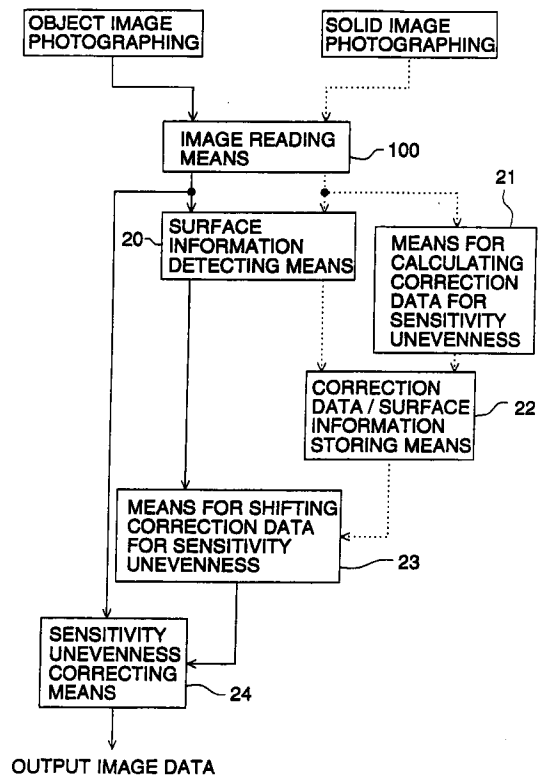 OBJECT IMAGE
PHOTOGRAPHING
SOLID IMAGE
PHOTOGRAPHING
IMAGE READING
MEANS
100
20
SURFACE
INFORMATION
DETECTING MEANS
21
MEANS FOR
CALCULATING
CORRECTION
DATA FOR
SENSITIVITY
UNEVENNESS
CORRECTION
DATA / SURFACE
INFORMATION
STORING MEANS
22
MEANS FOR SHIFTING
CORRECTION DATA
FOR SENSITIVITY
UNEVENNESS
23
SENSITIVITY
UNEVENNESS
CORRECTING
MEANS
24
OUTPUT IMAGE DATA